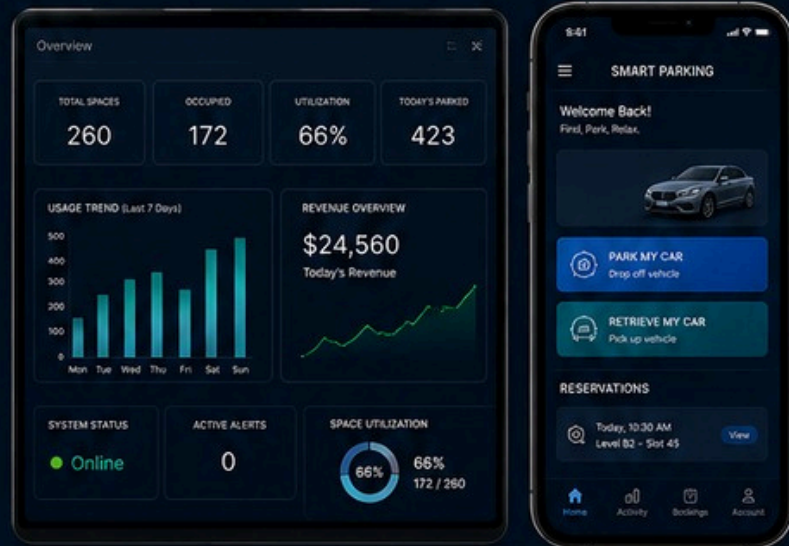 Overview
TOTAL SPACES
260
OCCUPIED
172
UTILIZATION
66%
TODAY'S PARKED
423
USAGE TREND (Last 7 Days)
500
400
300
200
100
0
Mon Tue Wed Thu Fri Sat Sun
REVENUE OVERVIEW
$24,560
Today's Revenue
SYSTEM STATUS
Online
ACTIVE ALERTS
0
SPACE UTILIZATION
66%
66%
172 / 260
9:41
SMART PARKING
Welcome Back!
Find, Park, Relax.
PARK MY CAR
Drop off vehicle
RETRIEVE MY CAR
Pick up vehicle
RESERVATIONS
Today, 10:30 AM
Level B2 - Slot 45
View
Home
Activity
Bookings
Account